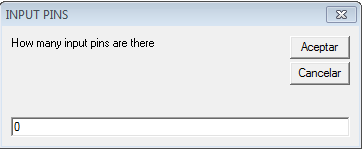 INPUT PINS
How many input pins are there
Aceptar
Cancelar
0